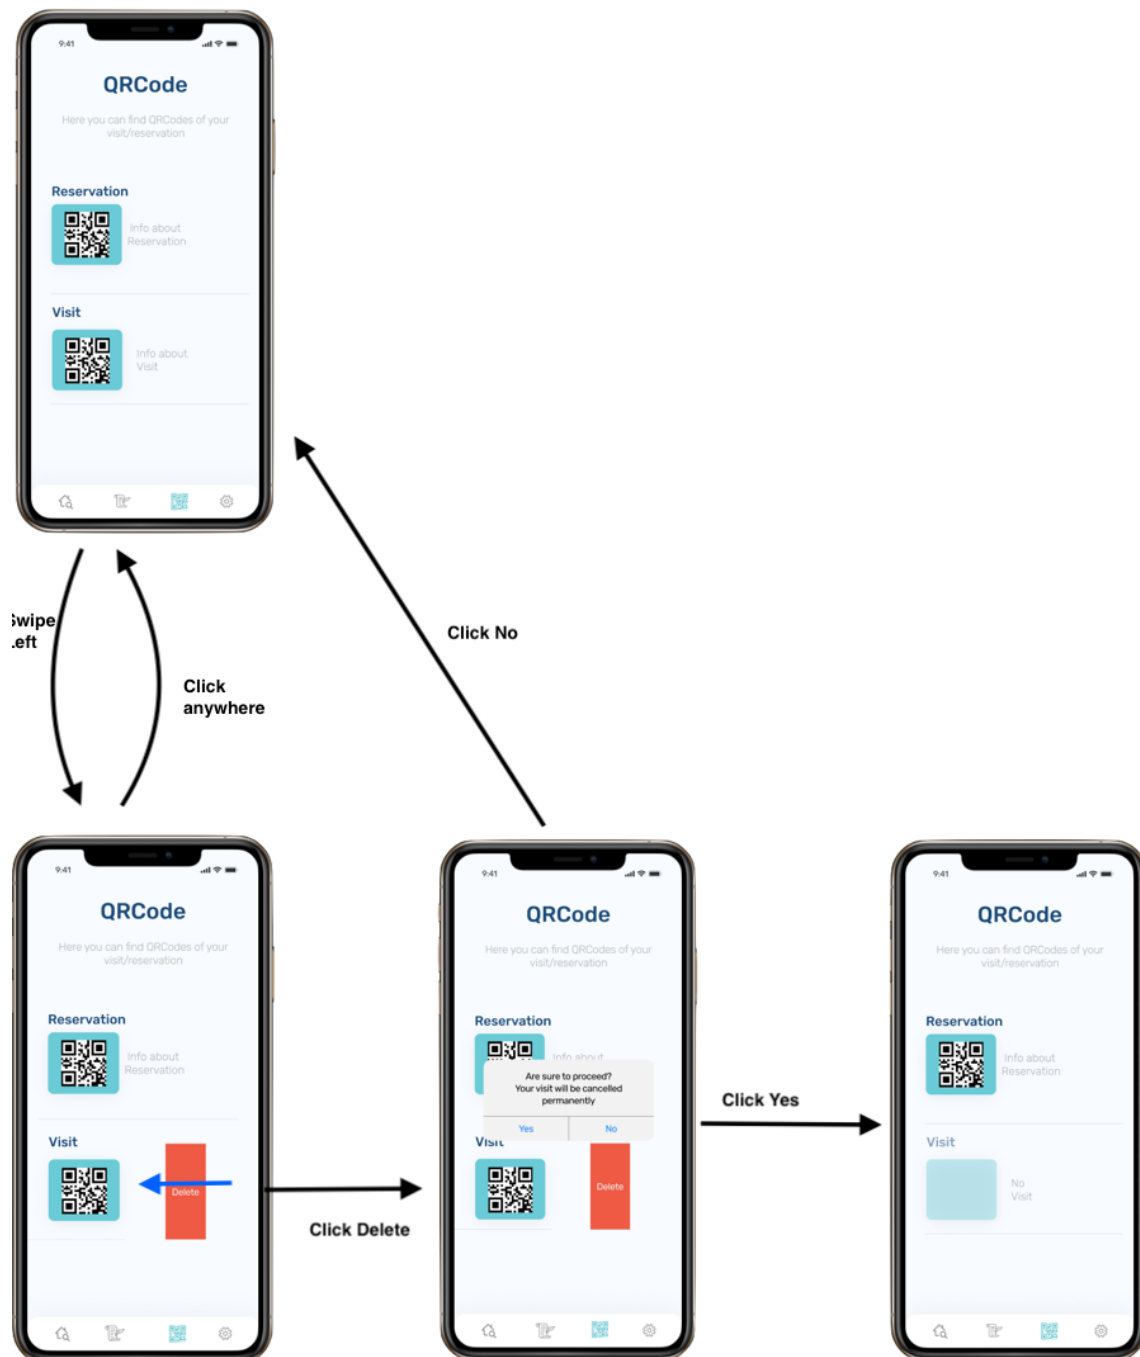 9:41
QRCode
Here you can find QRCodes of your
visit/reservation
Reservation
Info about
Reservation
Visit
Info about
Visit
Swipe
Left
Click
anywhere
Click No
9:41
QRCode
Here you can find QRCodes of your
visit/reservation
Reservation
Info about
Reservation
Visit
Delete
Click Delete
9:41
QRCode
Here you can find QRCodes of your
visit/reservation
Reservation
Info about
Are sure to proceed?
Your visit will be cancelled
permanently
Yes
No
Visit
Delete
Click Yes
9:41
QRCode
Here you can find QRCodes of your
visit/reservation
Reservation
Info about
Reservation
Visit
No
Visit